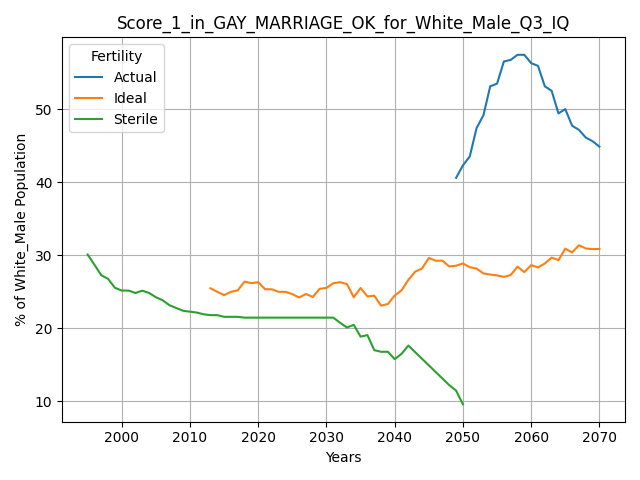 Score_1_in_GAY_MARRIAGE_OK_for_White_Male_Q3_IQ
Fertility
Actual
Ideal
Sterile
% of White_Male Population
50
40
30
20
10
2000 2010 2020 2030 2040 2050 2060 2070
Years